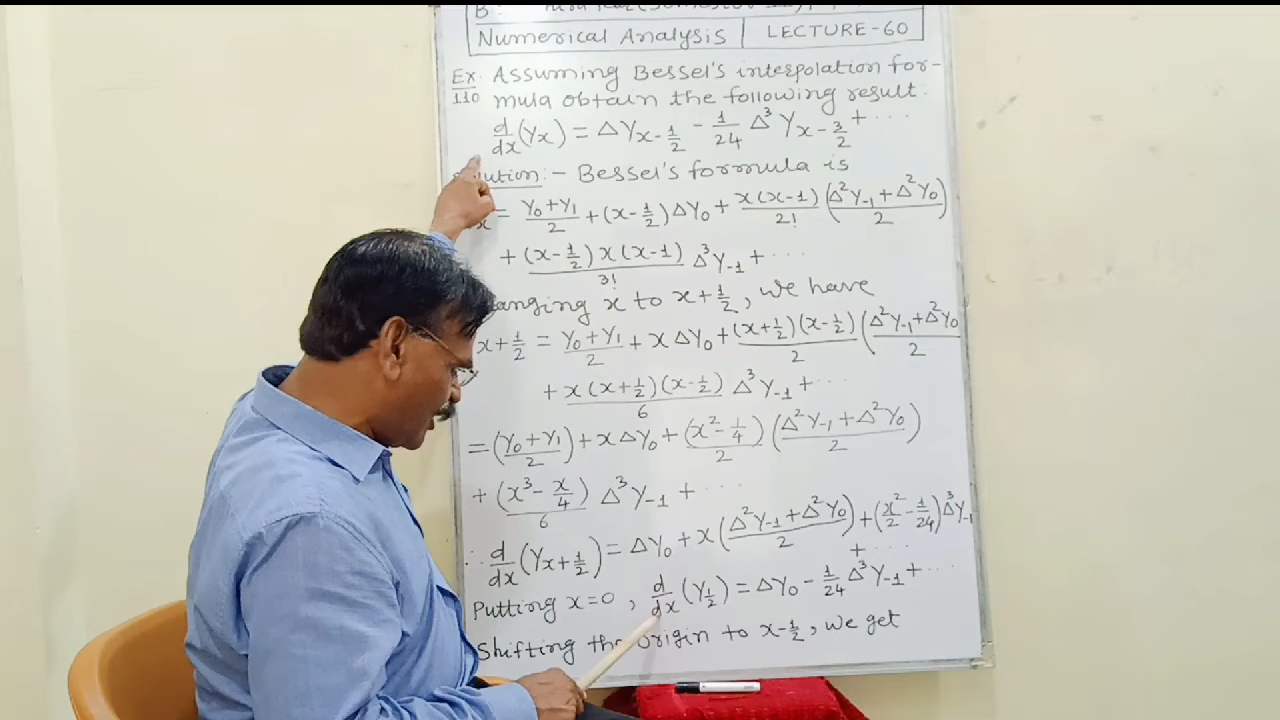 Numerical Analysis | LECTURE-60
Ex. 110 Assuming Bessel's interpolation for-
mula obtain the following result:
d/dx (Yx) = ΔY_{x-1/2} - 1/24 Δ³Y_{x-3/2} + ....
:- Bessel's formula is
x = (Y0+Y1)/2 + (x-1/2)ΔY0 + x(x-1)/2! (Δ²Y-1 + Δ²Y0)/2
+ (x-1/2)x(x-1)/3! Δ³Y-1 + ....
x to x+1/2, we have
x+1/2 = (Y0+Y1)/2 + xΔY0 + (x+1/2)(x-1/2)/2 (Δ²Y-1+Δ²Y0)/2
+ x(x+1/2)(x-1/2)/6 Δ³Y-1 + ...
= (Y0+Y1)/2 + xΔY0 + (x²-1/4)/2 (Δ²Y-1 + Δ²Y0)/2
+ (x³-x/4)/6 Δ³Y-1 + ....
∴ d/dx (Y_{x+1/2}) = ΔY0 + x(Δ²Y-1 + Δ²Y0)/2 + (x²/2 - 1/24)Δ³Y-1
+ ....
Putting x=0, d/dx (Y_{1/2}) = ΔY0 - 1/24 Δ³Y-1 + ...
Shifting the origin to x-1/2, we get